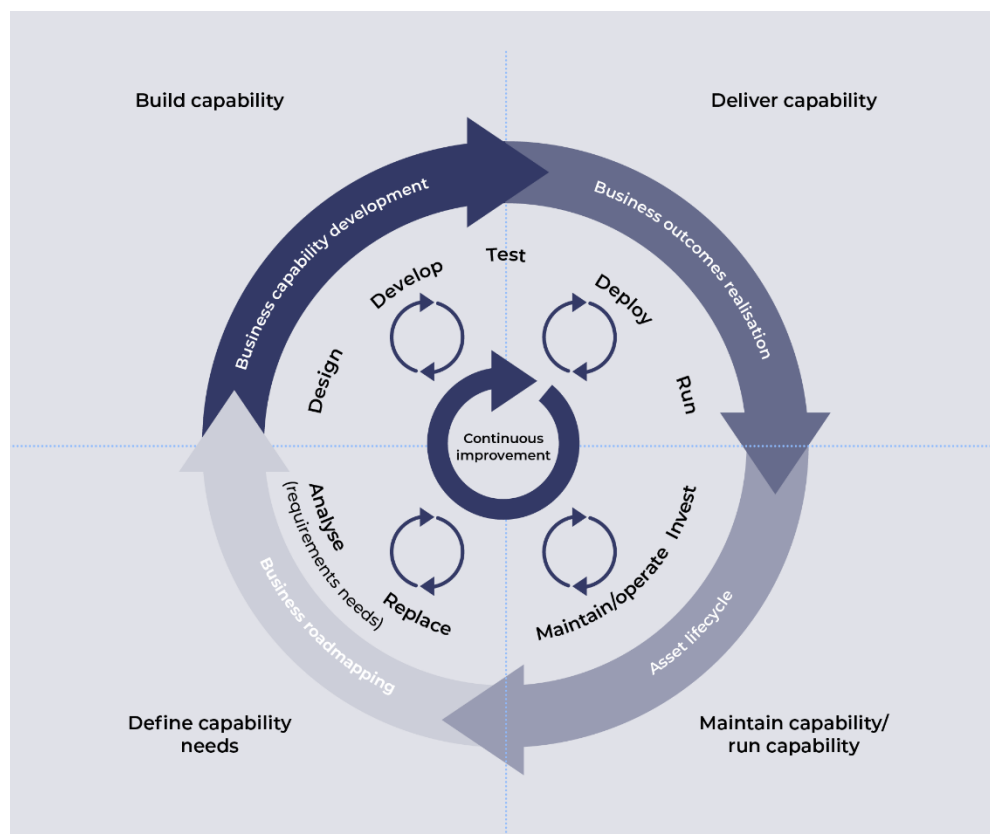 Build capability
Deliver capability
Business capability development
Business outcomes realisation
Test
Develop
Deploy
Design
Run
Continuous
improvement
Analyse
(requirements needs)
Invest
Maintain/operate
Replace
Business roadmapping
Asset lifecycle
Define capability
needs
Maintain capability/
run capability